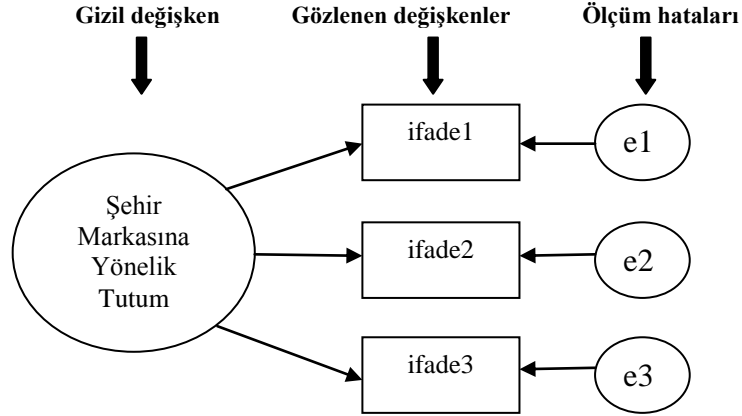 Gizil değişken
Gözlenen değişkenler
Ölçüm hataları
ifade1
e1
Şehir
Markasına
Yönelik
Tutum
ifade2
e2
ifade3
e3